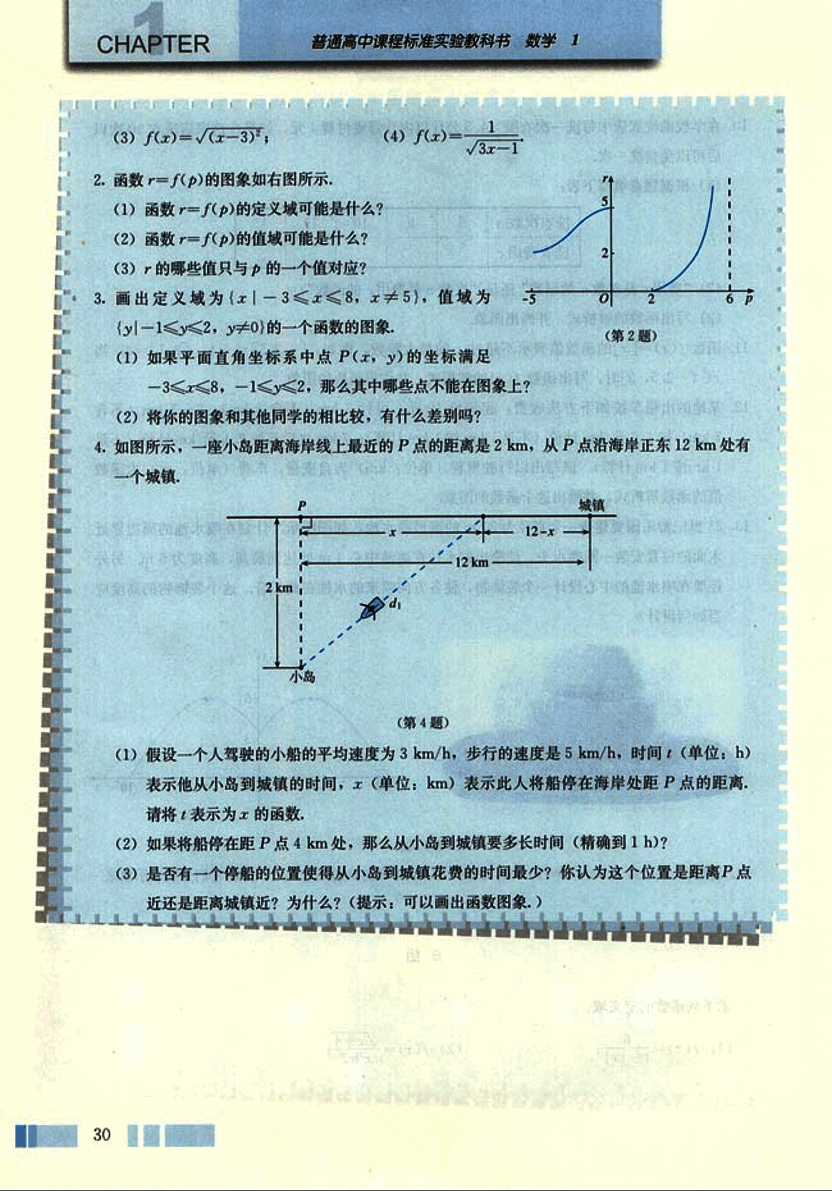 1
CHAPTER
普通高中课程标准实验教科书 数学 1
(3) f(x)=√(x-3)²; (4) f(x)=1/√3x-1.
2. 函数 r=f(p)的图象如右图所示.
(1) 函数 r=f(p)的定义域可能是什么?
(2) 函数 r=f(p)的值域可能是什么?
(3) r 的哪些值只与 p 的一个值对应?
r
5
2
-5 O 2 6 p
(第 2 题)
3. 画出定义域为{x|-3≤x≤8, x≠5}, 值域为
{y|-1≤y≤2, y≠0}的一个函数的图象.
(1) 如果平面直角坐标系中点 P(x, y)的坐标满足
-3≤x≤8, -1≤y≤2, 那么其中哪些点不能在图象上?
(2) 将你的图象和其他同学的相比较, 有什么差别吗?
4. 如图所示, 一座小岛距离海岸线上最近的 P 点的距离是 2 km, 从 P 点沿海岸正东 12 km 处有
一个城镇.
P 城镇
x 12-x
12 km
2 km
d₁
小岛
(第 4 题)
(1) 假设一个人驾驶的小船的平均速度为 3 km/h, 步行的速度是 5 km/h, 时间 t (单位: h)
表示他从小岛到城镇的时间, x (单位: km) 表示此人将船停在海岸处距 P 点的距离.
请将 t 表示为 x 的函数.
(2) 如果将船停在距 P 点 4 km 处, 那么从小岛到城镇要多长时间 (精确到 1 h)?
(3) 是否有一个停船的位置使得从小岛到城镇花费的时间最少? 你认为这个位置是距离P 点
近还是距离城镇近? 为什么? (提示: 可以画出函数图象.)
30